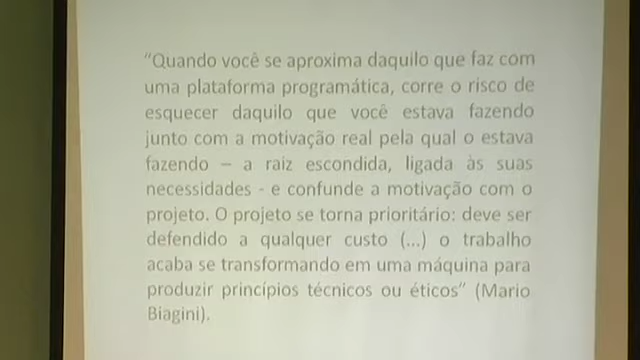 "Quando você se aproxima daquilo que faz com
uma plataforma programática, corre o risco de
esquecer daquilo que você estava fazendo
junto com a motivação real pela qual o estava
fazendo – a raiz escondida, ligada às suas
necessidades - e confunde a motivação com o
projeto. O projeto se torna prioritário: deve ser
defendido a qualquer custo (...) o trabalho
acaba se transformando em uma máquina para
produzir princípios técnicos ou éticos" (Mario
Biagini).